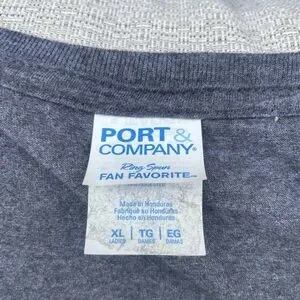 PORT &
COMPANY®
Ring Spun
FAN FAVORITE™
Made in Honduras
Fabriqué au Honduras
Hecho en Honduras
XL | TG | EG
LADIES | DAMES | DAMAS